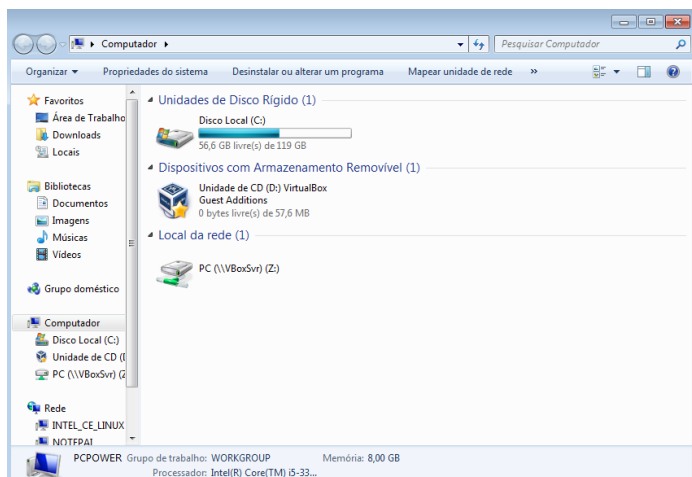 Computador
Pesquisar Computador
Organizar
Propriedades do sistema
Desinstalar ou alterar um programa
Mapear unidade de rede
»
Favoritos
Área de Trabalho
Downloads
Locais
Bibliotecas
Documentos
Imagens
Músicas
Vídeos
Grupo doméstico
Computador
Disco Local (C:)
Unidade de CD (
PC (\\VBoxSvr) (Z
Rede
INTEL_CE_LINUX
NOTEPAI
Unidades de Disco Rígido (1)
Disco Local (C:)
56,6 GB livre(s) de 119 GB
Dispositivos com Armazenamento Removível (1)
Unidade de CD (D:) VirtualBox
Guest Additions
0 bytes livre(s) de 57,6 MB
Local da rede (1)
PC (\\VBoxSvr) (Z:)
PCPOWER Grupo de trabalho: WORKGROUP Memória: 8,00 GB
Processador: Intel(R) Core(TM) i5-33...